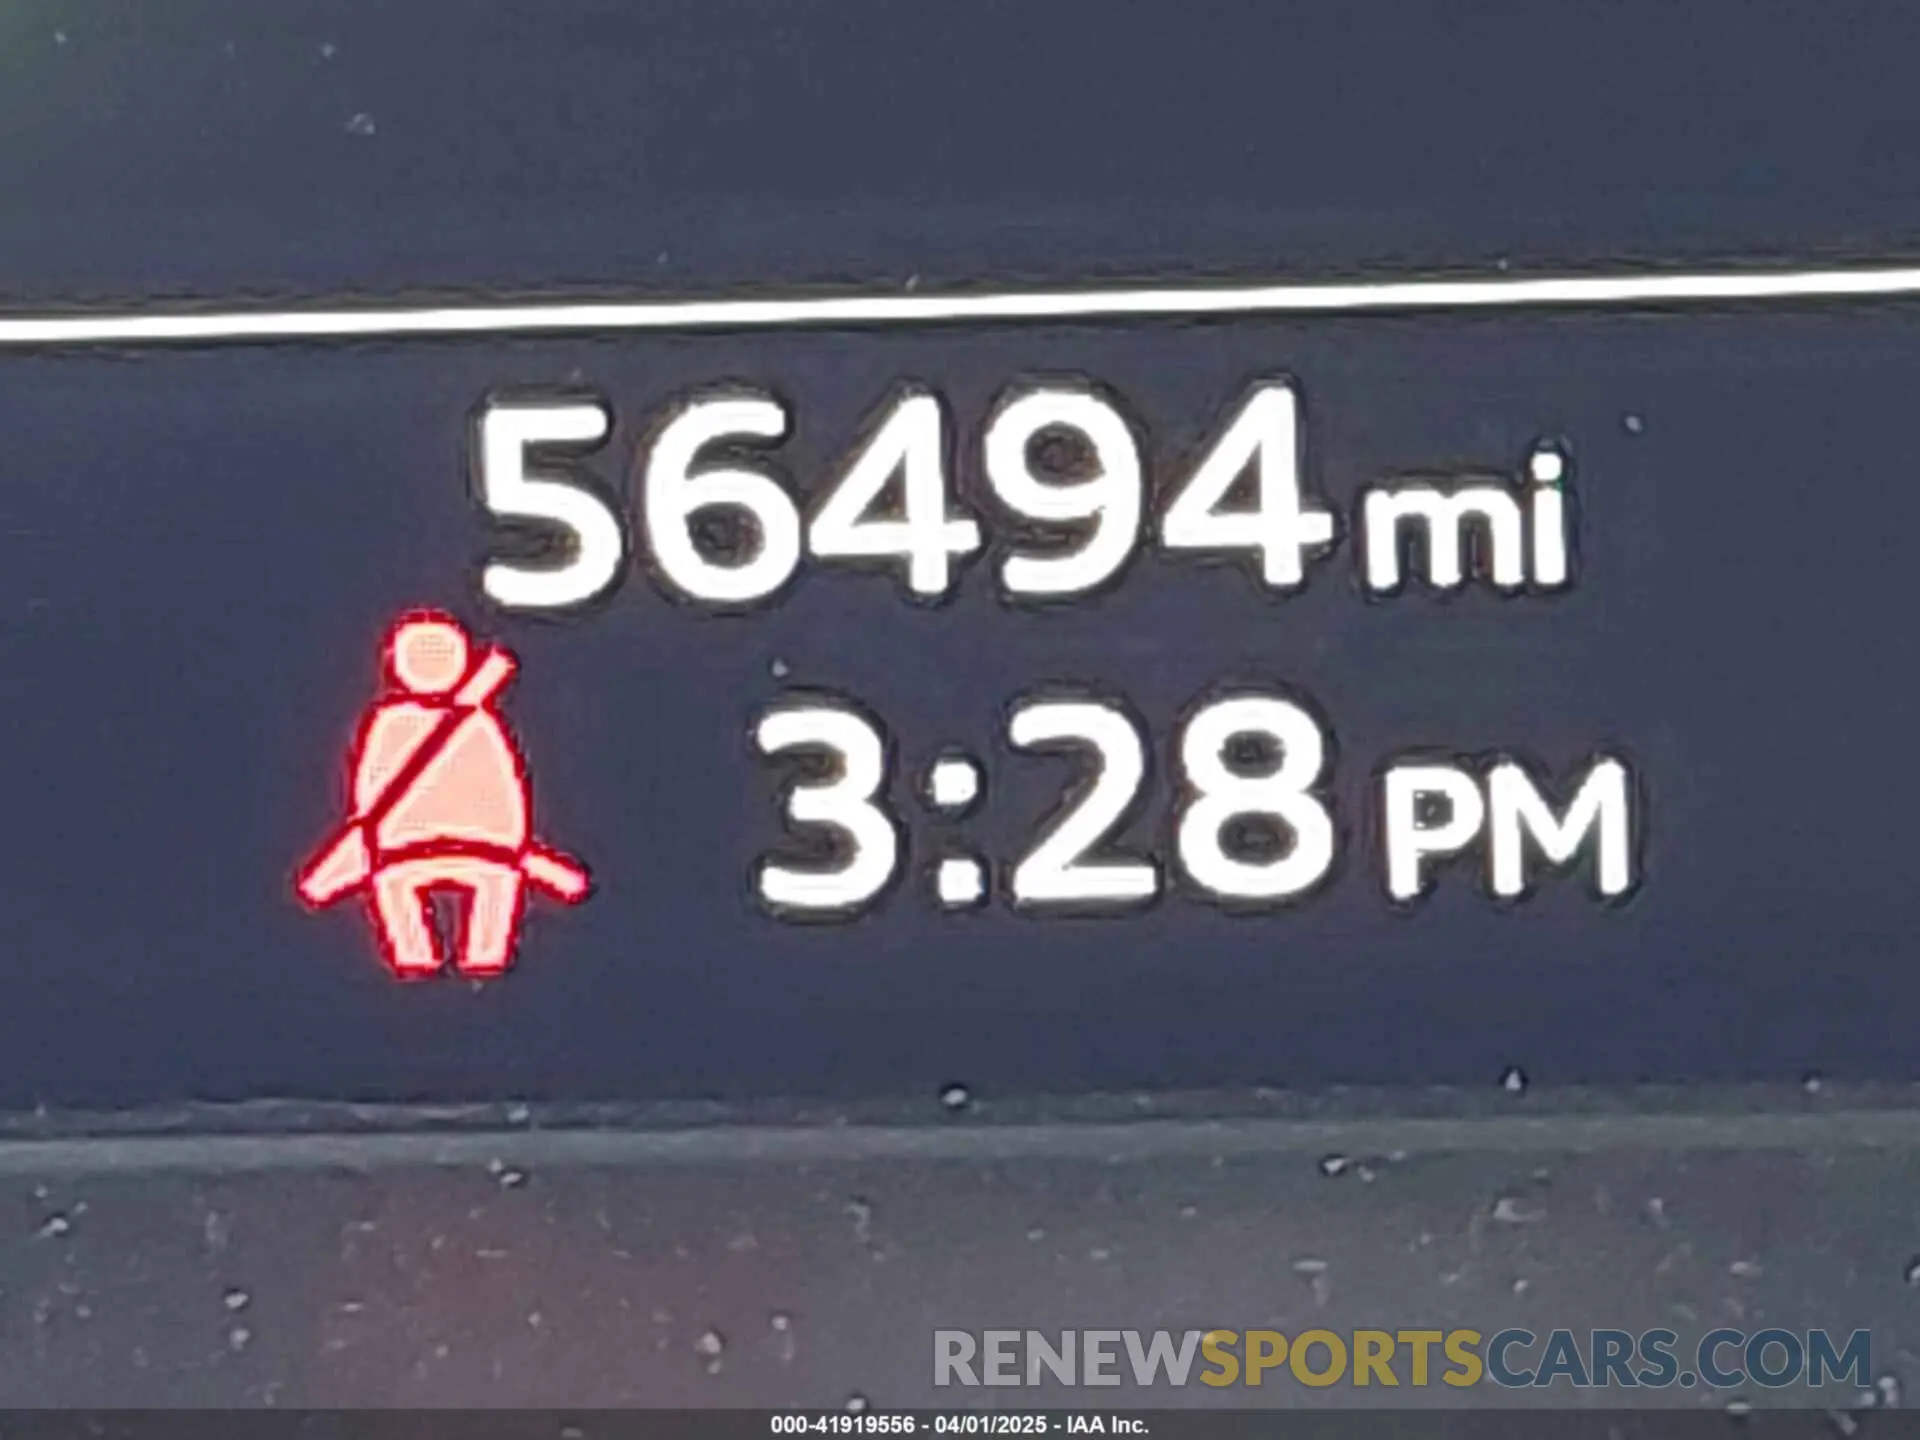 56494 mi
3:28 PM
RENEWSPORTSCARS.COM
000-41919556 - 04/01/2025 - IAA Inc.